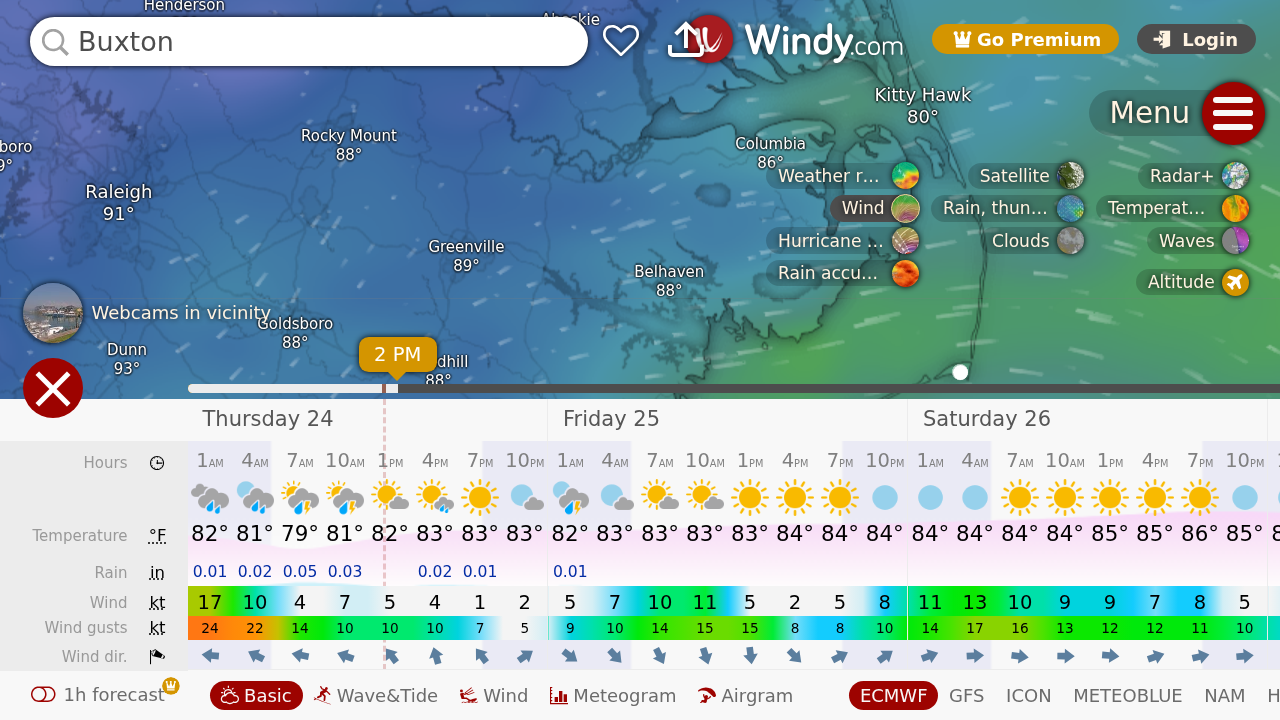 Henderson
Buxton
Windy.com
Go Premium
Login
Kitty Hawk
80°
Menu
Rocky Mount
88°
Columbia
86°
boro
9°
Raleigh
91°
Weather r...
Satellite
Radar+
Wind
Rain, thun...
Temperat...
Hurricane ...
Clouds
Waves
Rain accu...
Altitude
Greenville
89°
Belhaven
88°
Webcams in vicinity
Goldsboro
88°
Dunn
93°
2 PM
dhill
88°
Thursday 24 Friday 25 Saturday 26
Hours 1AM 4AM 7AM 10AM 1PM 4PM 7PM 10PM 1AM 4AM 7AM 10AM 1PM 4PM 7PM 10PM 1AM 4AM 7AM 10AM 1PM 4PM 7PM 10PM 1
Temperature °F 82° 81° 79° 81° 82° 83° 83° 83° 82° 83° 83° 83° 83° 84° 84° 84° 84° 84° 84° 84° 85° 85° 86° 85° 8
Rain in 0.01 0.02 0.05 0.03 0.02 0.01 0.01
Wind kt 17 10 4 7 5 4 1 2 5 7 10 11 5 2 5 8 11 13 10 9 9 7 8 5
Wind gusts kt 24 22 14 10 10 10 7 5 9 10 14 15 15 8 8 10 14 17 16 13 12 12 11 10
Wind dir.
1h forecast Basic Wave&Tide Wind Meteogram Airgram ECMWF GFS ICON METEOBLUE NAM H